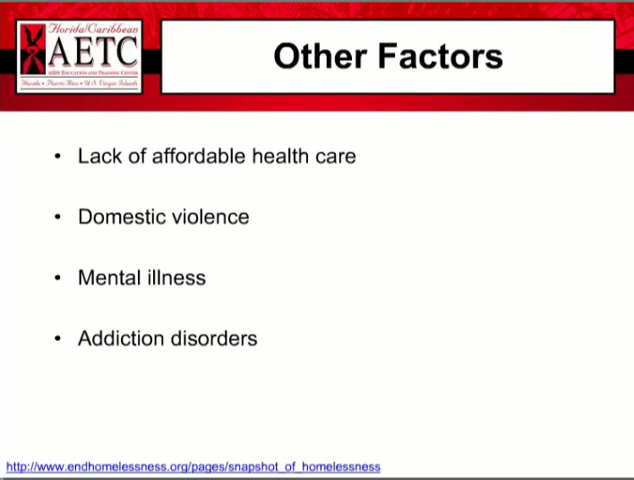 Florida/Caribbean
AETC
AIDS EDUCATION AND TRAINING CENTER
Florida • Puerto Rico • U.S. Virgin Islands
Other Factors
• Lack of affordable health care
• Domestic violence
• Mental illness
• Addiction disorders
http://www.endhomelessness.org/pages/snapshot_of_homelessness